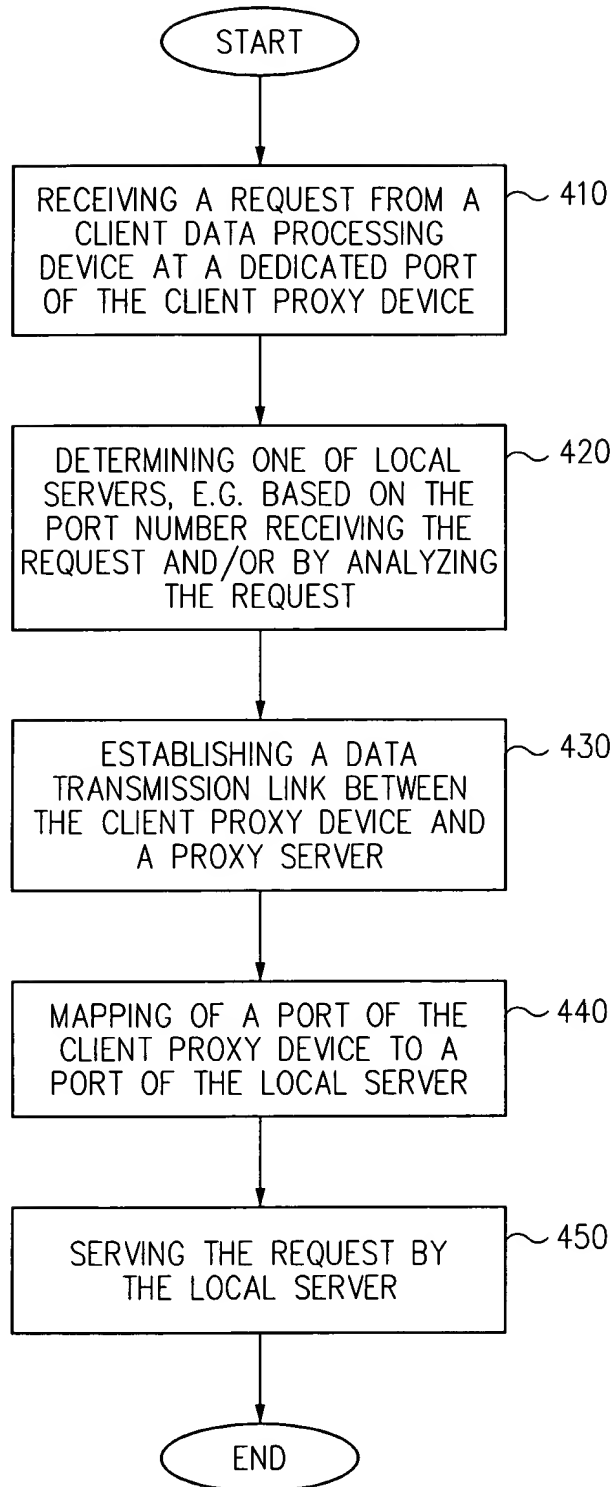 START
RECEIVING A REQUEST FROM A
CLIENT DATA PROCESSING
DEVICE AT A DEDICATED PORT
OF THE CLIENT PROXY DEVICE
410
DETERMINING ONE OF LOCAL
SERVERS, E.G. BASED ON THE
PORT NUMBER RECEIVING THE
REQUEST AND/OR BY ANALYZING
THE REQUEST
420
ESTABLISHING A DATA
TRANSMISSION LINK BETWEEN
THE CLIENT PROXY DEVICE AND
A PROXY SERVER
430
MAPPING OF A PORT OF THE
CLIENT PROXY DEVICE TO A
PORT OF THE LOCAL SERVER
440
SERVING THE REQUEST BY
THE LOCAL SERVER
450
END